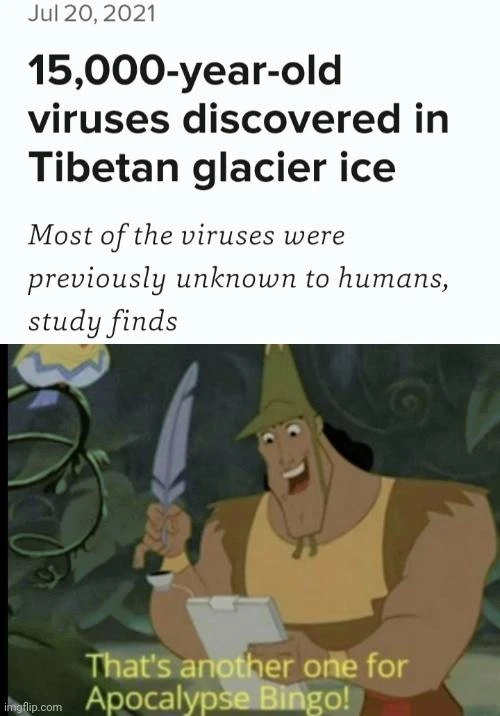 Jul 20, 2021
15,000-year-old
viruses discovered in
Tibetan glacier ice
Most of the viruses were
previously unknown to humans,
study finds
That's another one for
Apocalypse Bingo!
imgflip.com